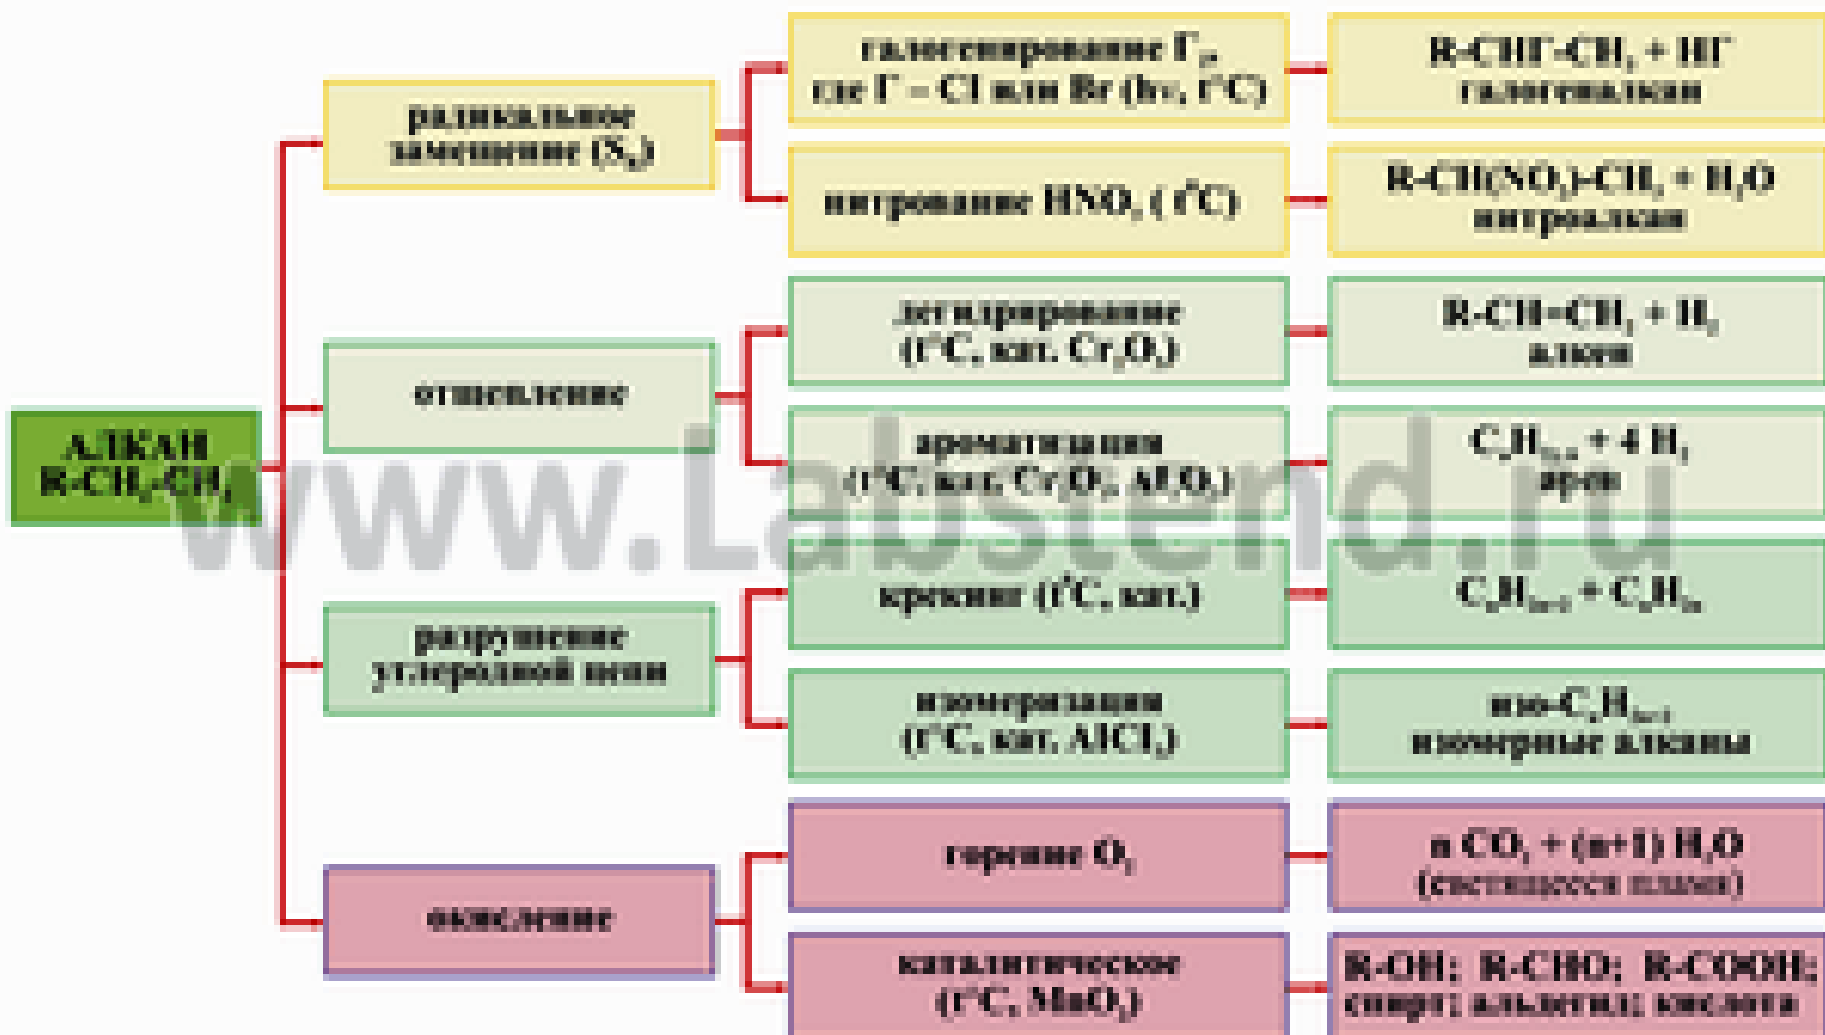 АЛКАН
R-CH₂-CH₃
радикальное
замещение (Sᵣ)
галогенирование Г₂,
где Г – Cl или Br (hv, t°C)
R-CHГ-CH₃ + HГ
галогеналкан
нитрование HNO₃ ( t°C)
R-CH(NO₂)-CH₃ + H₂O
нитроалкан
отщепление
дегидрирование
(t°C, кат. Cr₂O₃)
R-CH=CH₂ + H₂
алкен
ароматизация
(t°C, кат. Cr₂O₃, Al₂O₃)
+ 4 H₂
арен
разрушение
углеродной цепи
крекинг (t°C, кат.)
изомеризация
(t°C, кат. AlCl₃)
изомерные алканы
окисление
горение O₂
n CO₂ + (n+1) H₂O
(светящееся пламя)
каталитическое
(t°C, MnO₂)
R-OH; R-CHO; R-COOH;
спирт; альдегид; кислота
www.Labstend.ru